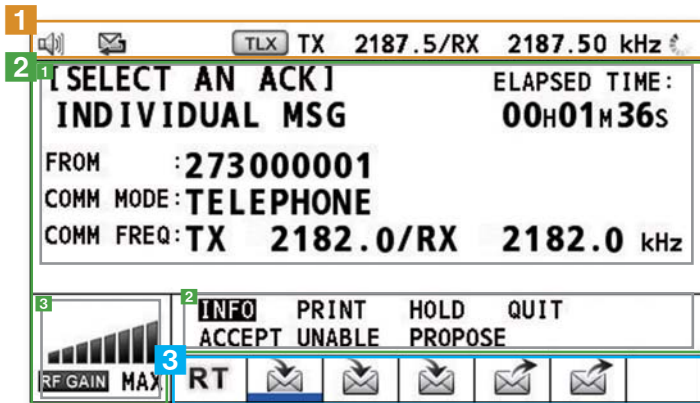 1
TLX TX 2187.5/RX 2187.50 kHz
2
1
[SELECT AN ACK] ELAPSED TIME:
INDIVIDUAL MSG 00H01M36S
FROM :273000001
COMM MODE:TELEPHONE
COMM FREQ:TX 2182.0/RX 2182.0 kHz
3
2
INFO PRINT HOLD QUIT
ACCEPT UNABLE PROPOSE
RF GAIN MAX
3
RT